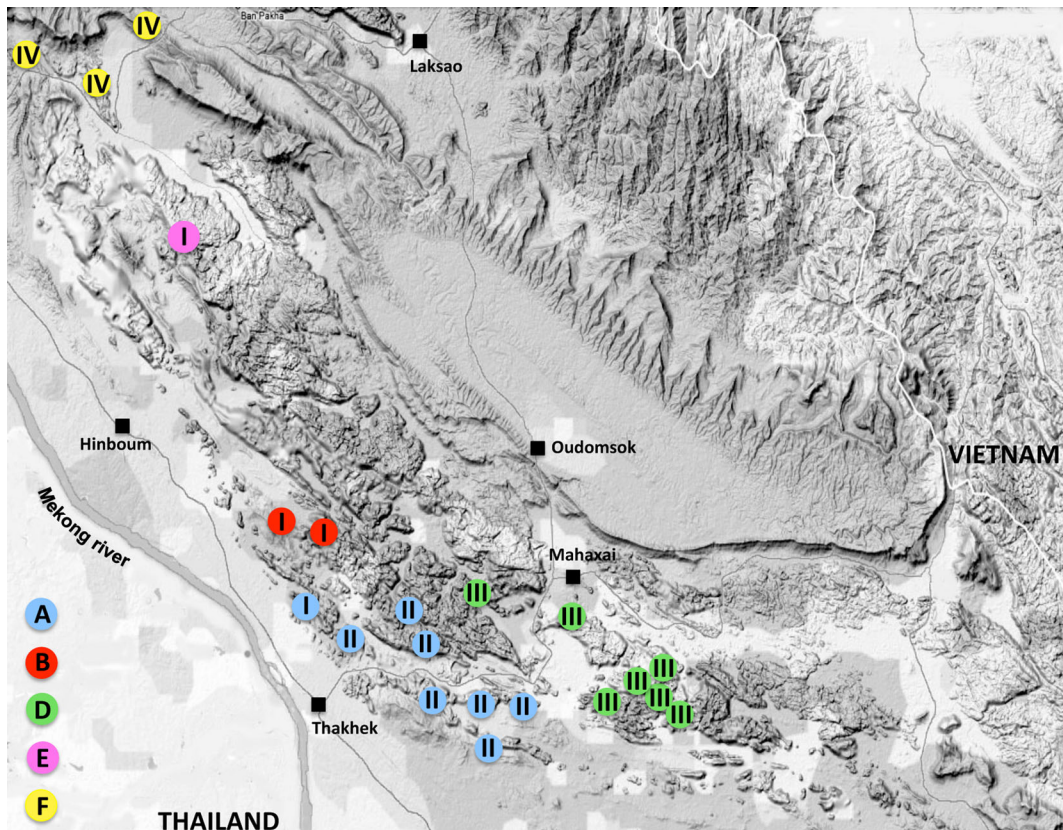 IV
Ban Pakha
IV
Laksao
IV
I
Hinboum
Oudomsok
VIETNAM
Mekong river
I
I
Mahaxai
III
A
I
II
III
II
II
B
III
III
III
D
II
II
II
III
III
Thakhek
II
E
F
THAILAND